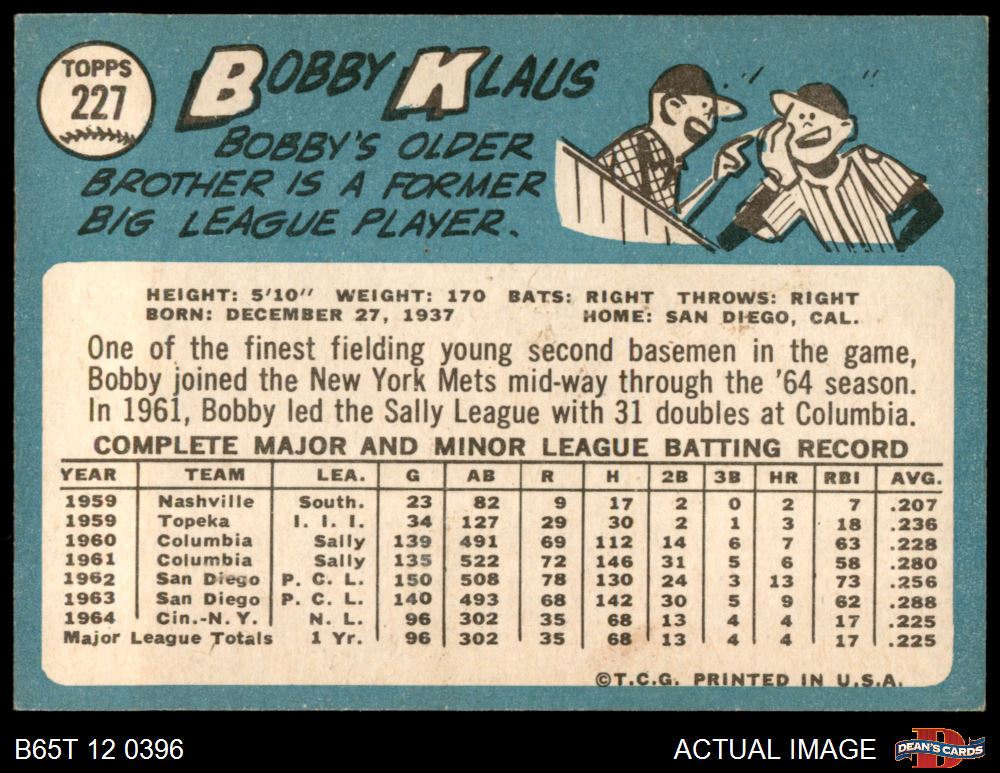 TOPPS
227
BOBBY KLAUS
BOBBY'S OLDER
BROTHER IS A FORMER
BIG LEAGUE PLAYER.
HEIGHT: 5'10" WEIGHT: 170 BATS: RIGHT THROWS: RIGHT
BORN: DECEMBER 27, 1937 HOME: SAN DIEGO, CAL.
One of the finest fielding young second basemen in the game,
Bobby joined the New York Mets mid-way through the '64 season.
In 1961, Bobby led the Sally League with 31 doubles at Columbia.
COMPLETE MAJOR AND MINOR LEAGUE BATTING RECORD
YEAR TEAM LEA. G AB R H 2B 3B HR RBI AVG.
1959 Nashville South. 23 82 9 17 2 0 2 7 .207
1959 Topeka I. I. I. 34 127 29 30 2 1 3 18 .236
1960 Columbia Sally 139 491 69 112 14 6 7 63 .228
1961 Columbia Sally 135 522 72 146 31 5 6 58 .280
1962 San Diego P. C. L. 150 508 78 130 24 3 13 73 .256
1963 San Diego P. C. L. 140 493 68 142 30 5 9 62 .288
1964 Cin.-N. Y. N. L. 96 302 35 68 13 4 4 17 .225
Major League Totals 1 Yr. 96 302 35 68 13 4 4 17 .225
©T.C.G. PRINTED IN U.S.A.
B65T 12 0396 ACTUAL IMAGE
D
DEAN'S CARDS